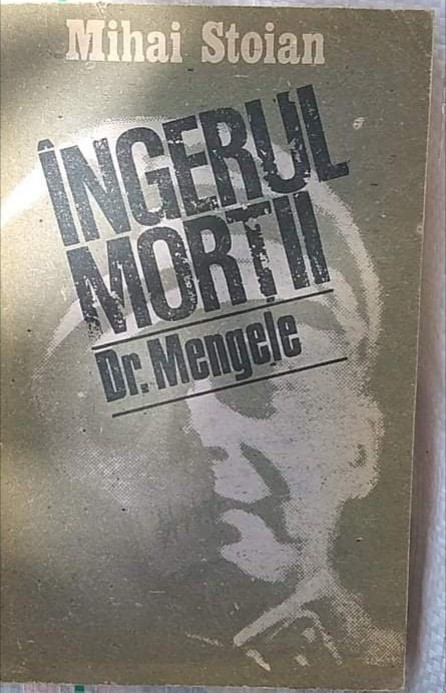 Mihai Stoian
ÎNGERUL
MORȚII
Dr. Mengele